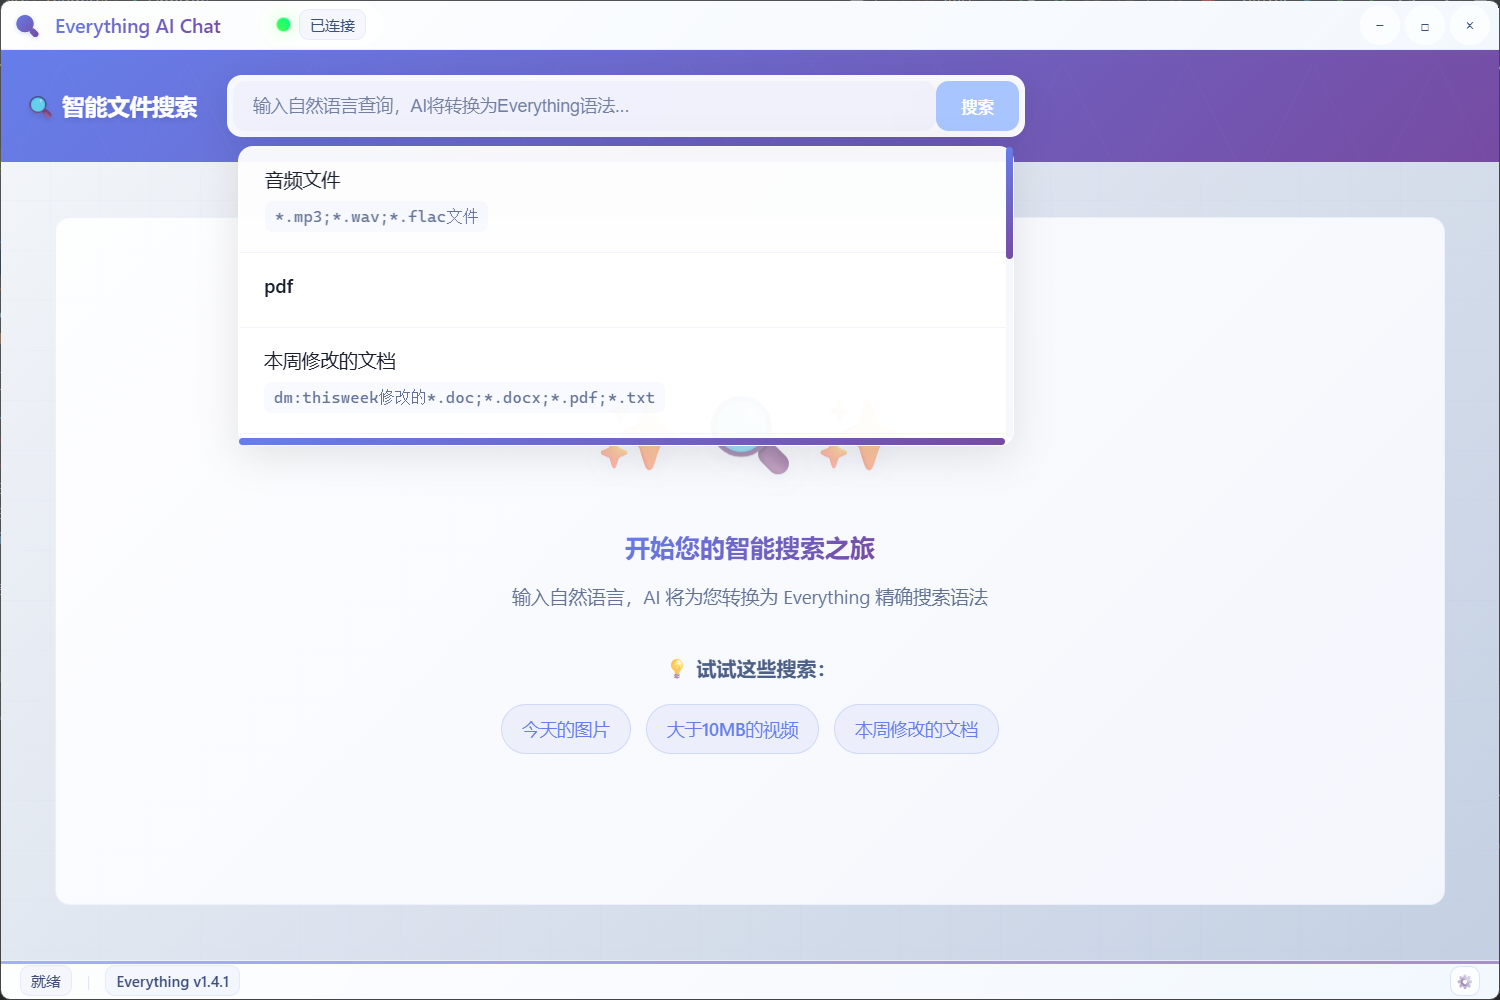 Everything AI Chat
已连接
智能文件搜索
输入自然语言查询，AI将转换为Everything语法...
搜索
音频文件
*.mp3;*.wav;*.flac文件
pdf
本周修改的文档
dm:thisweek修改的*.doc;*.docx;*.pdf;*.txt
开始您的智能搜索之旅
输入自然语言，AI 将为您转换为 Everything 精确搜索语法
试试这些搜索：
今天的图片
大于10MB的视频
本周修改的文档
就绪
Everything v1.4.1